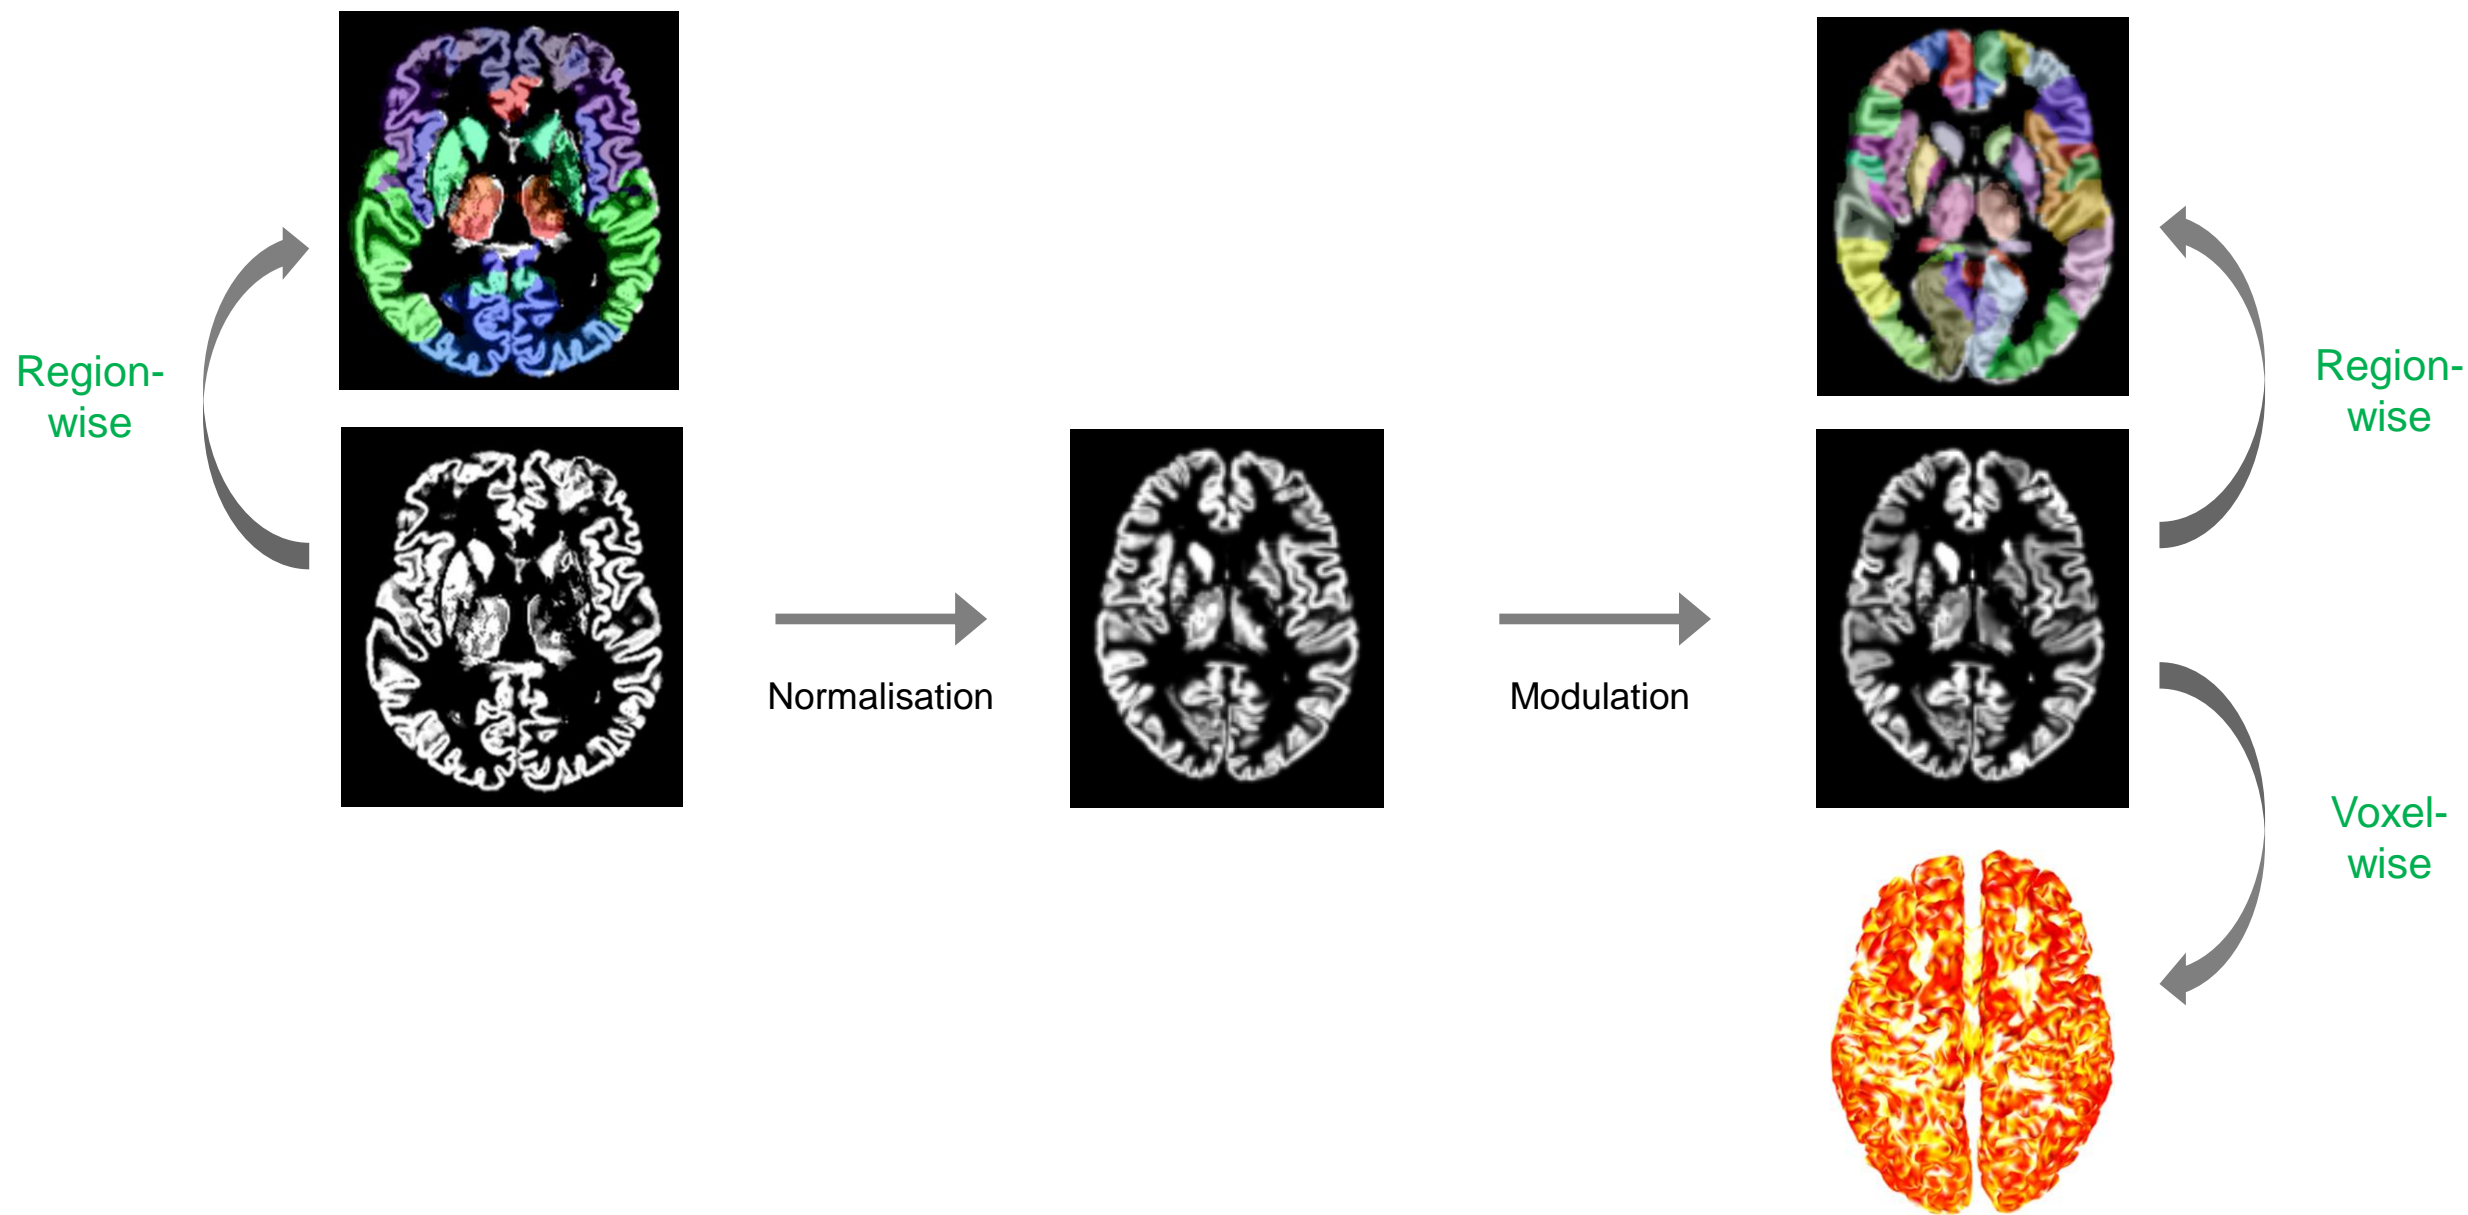 Region-
wise
Normalisation
Modulation
Region-
wise
Voxel-
wise